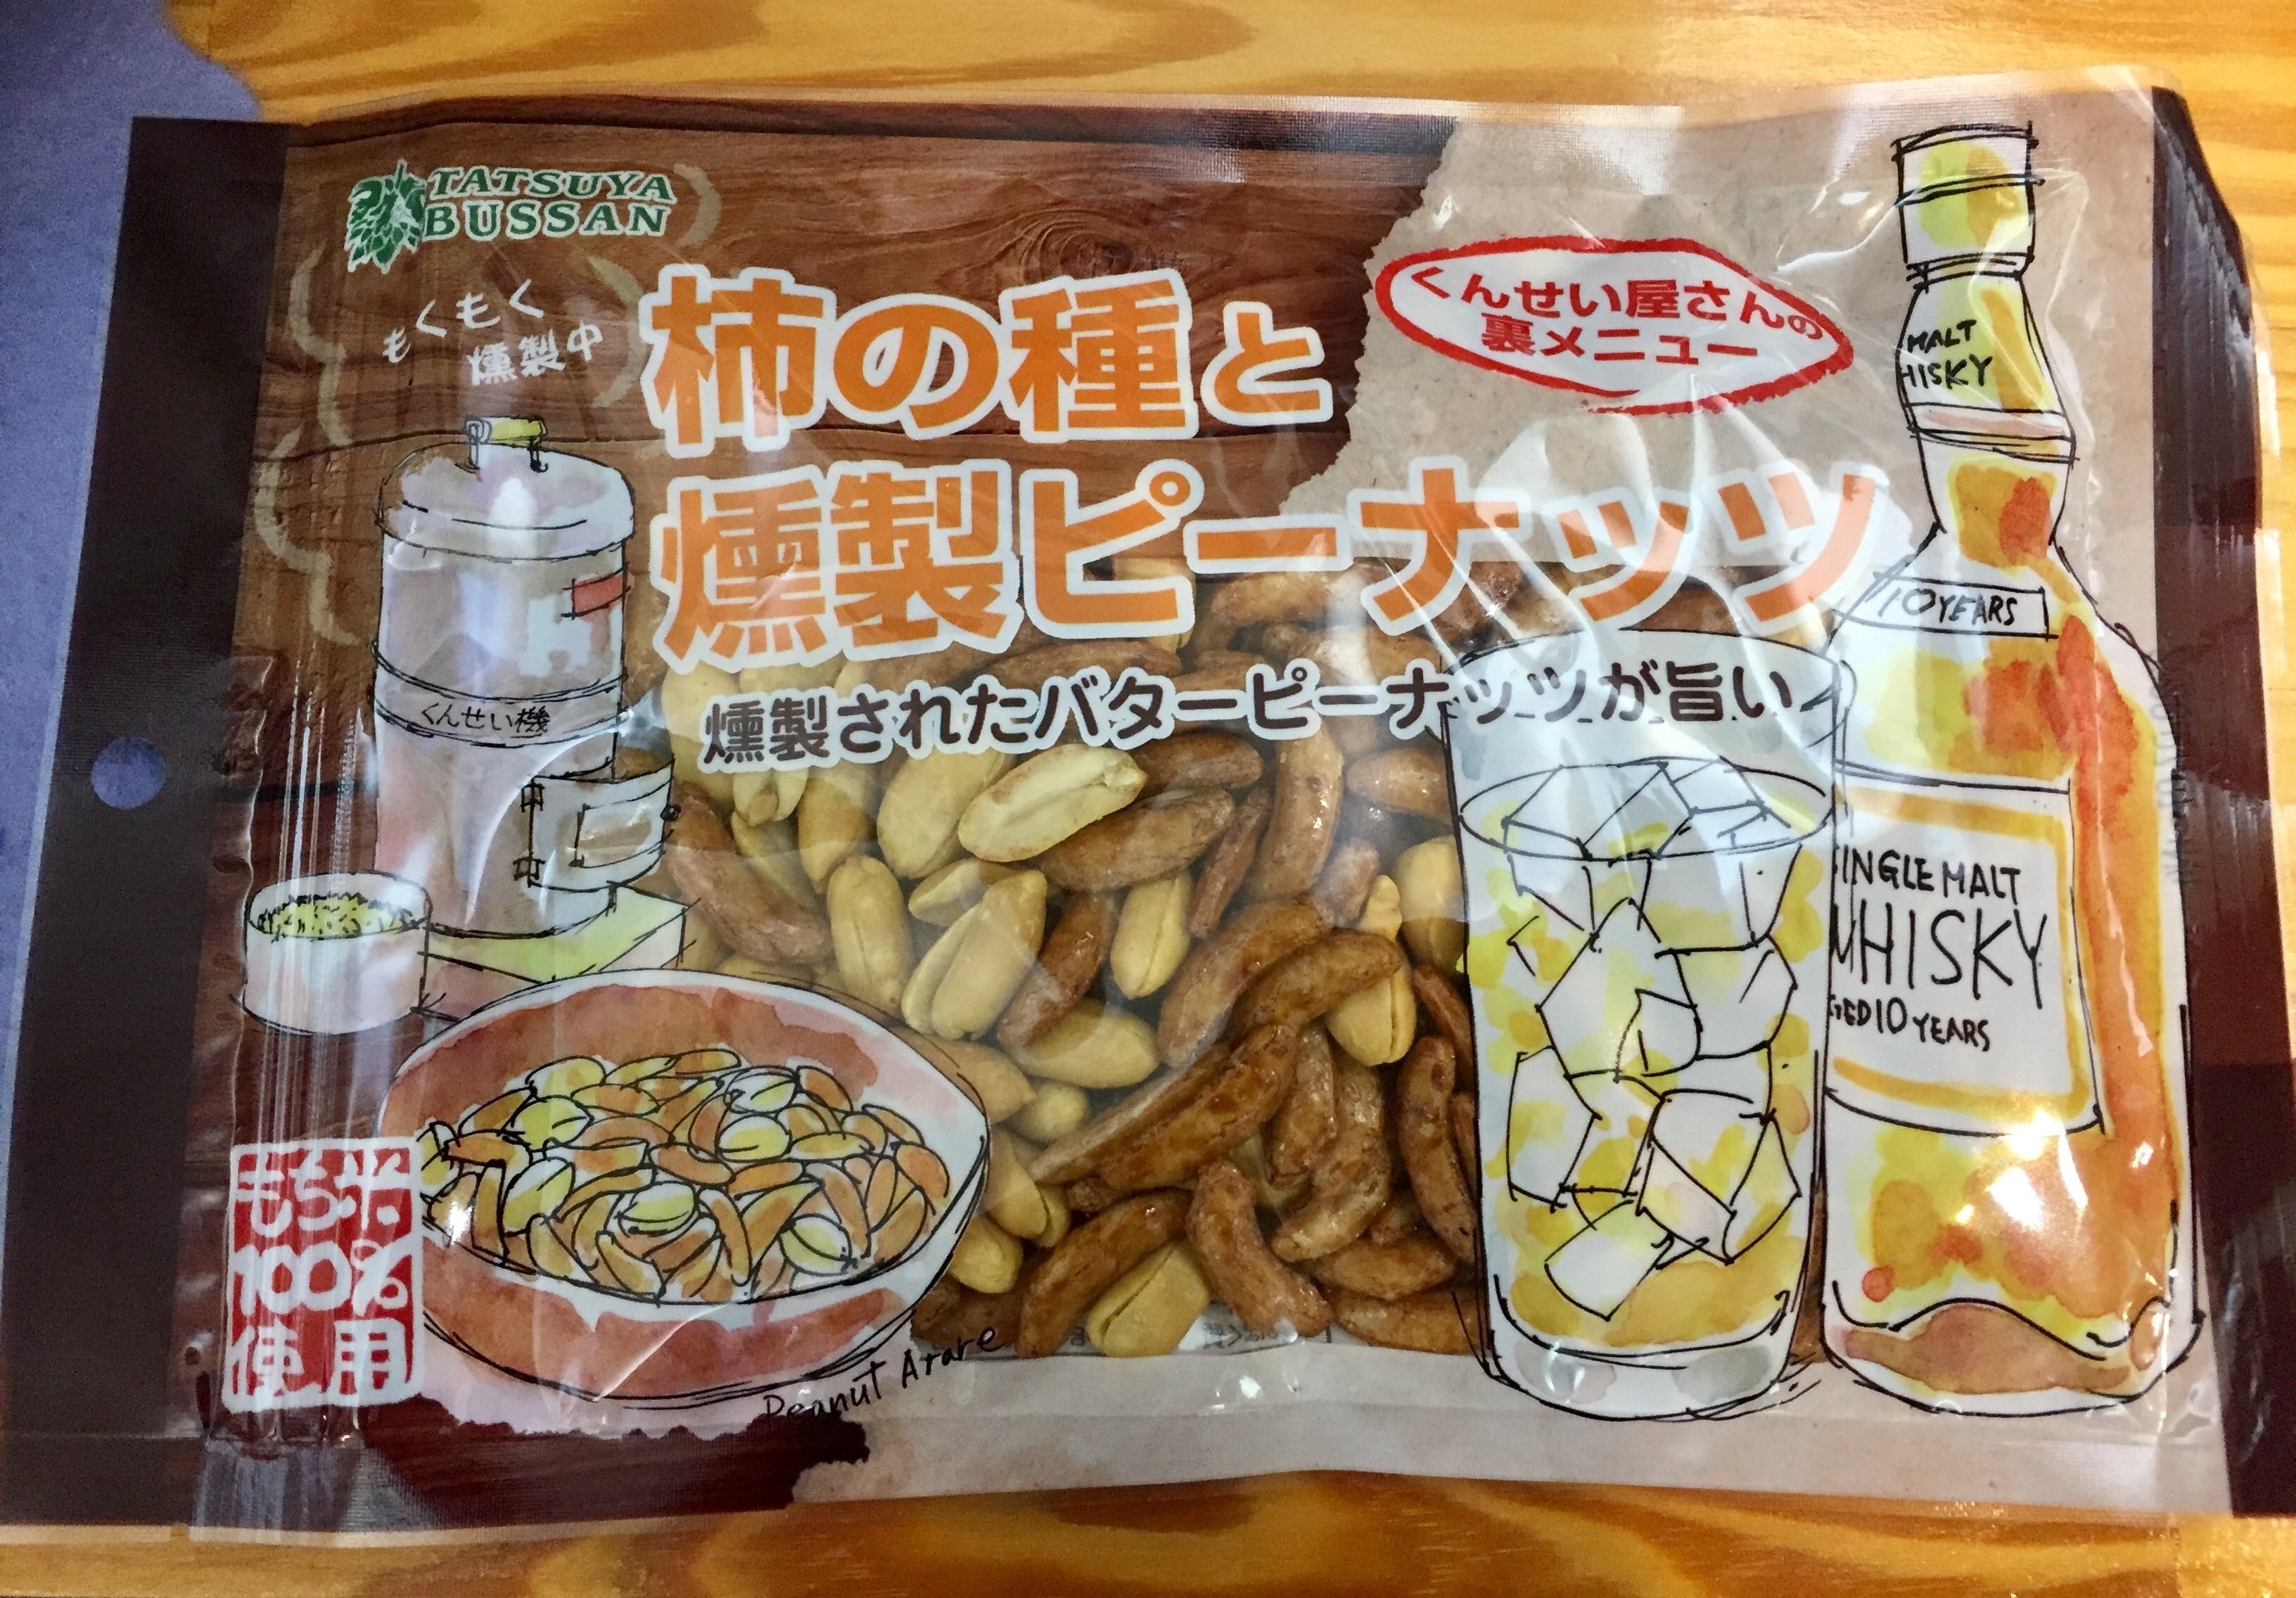 TATSUYA
BUSSAN
もくもく
燻製中
柿の種と
燻製ピーナッツ
くんせい屋さんの
裏メニュー
燻製されたバターピーナッツが旨い
くんせい機
MALT
HISKY
10 YEARS
INGLE MALT
WHISKY
GED 10 YEARS
もち米
100%
使用
Peanut Arare